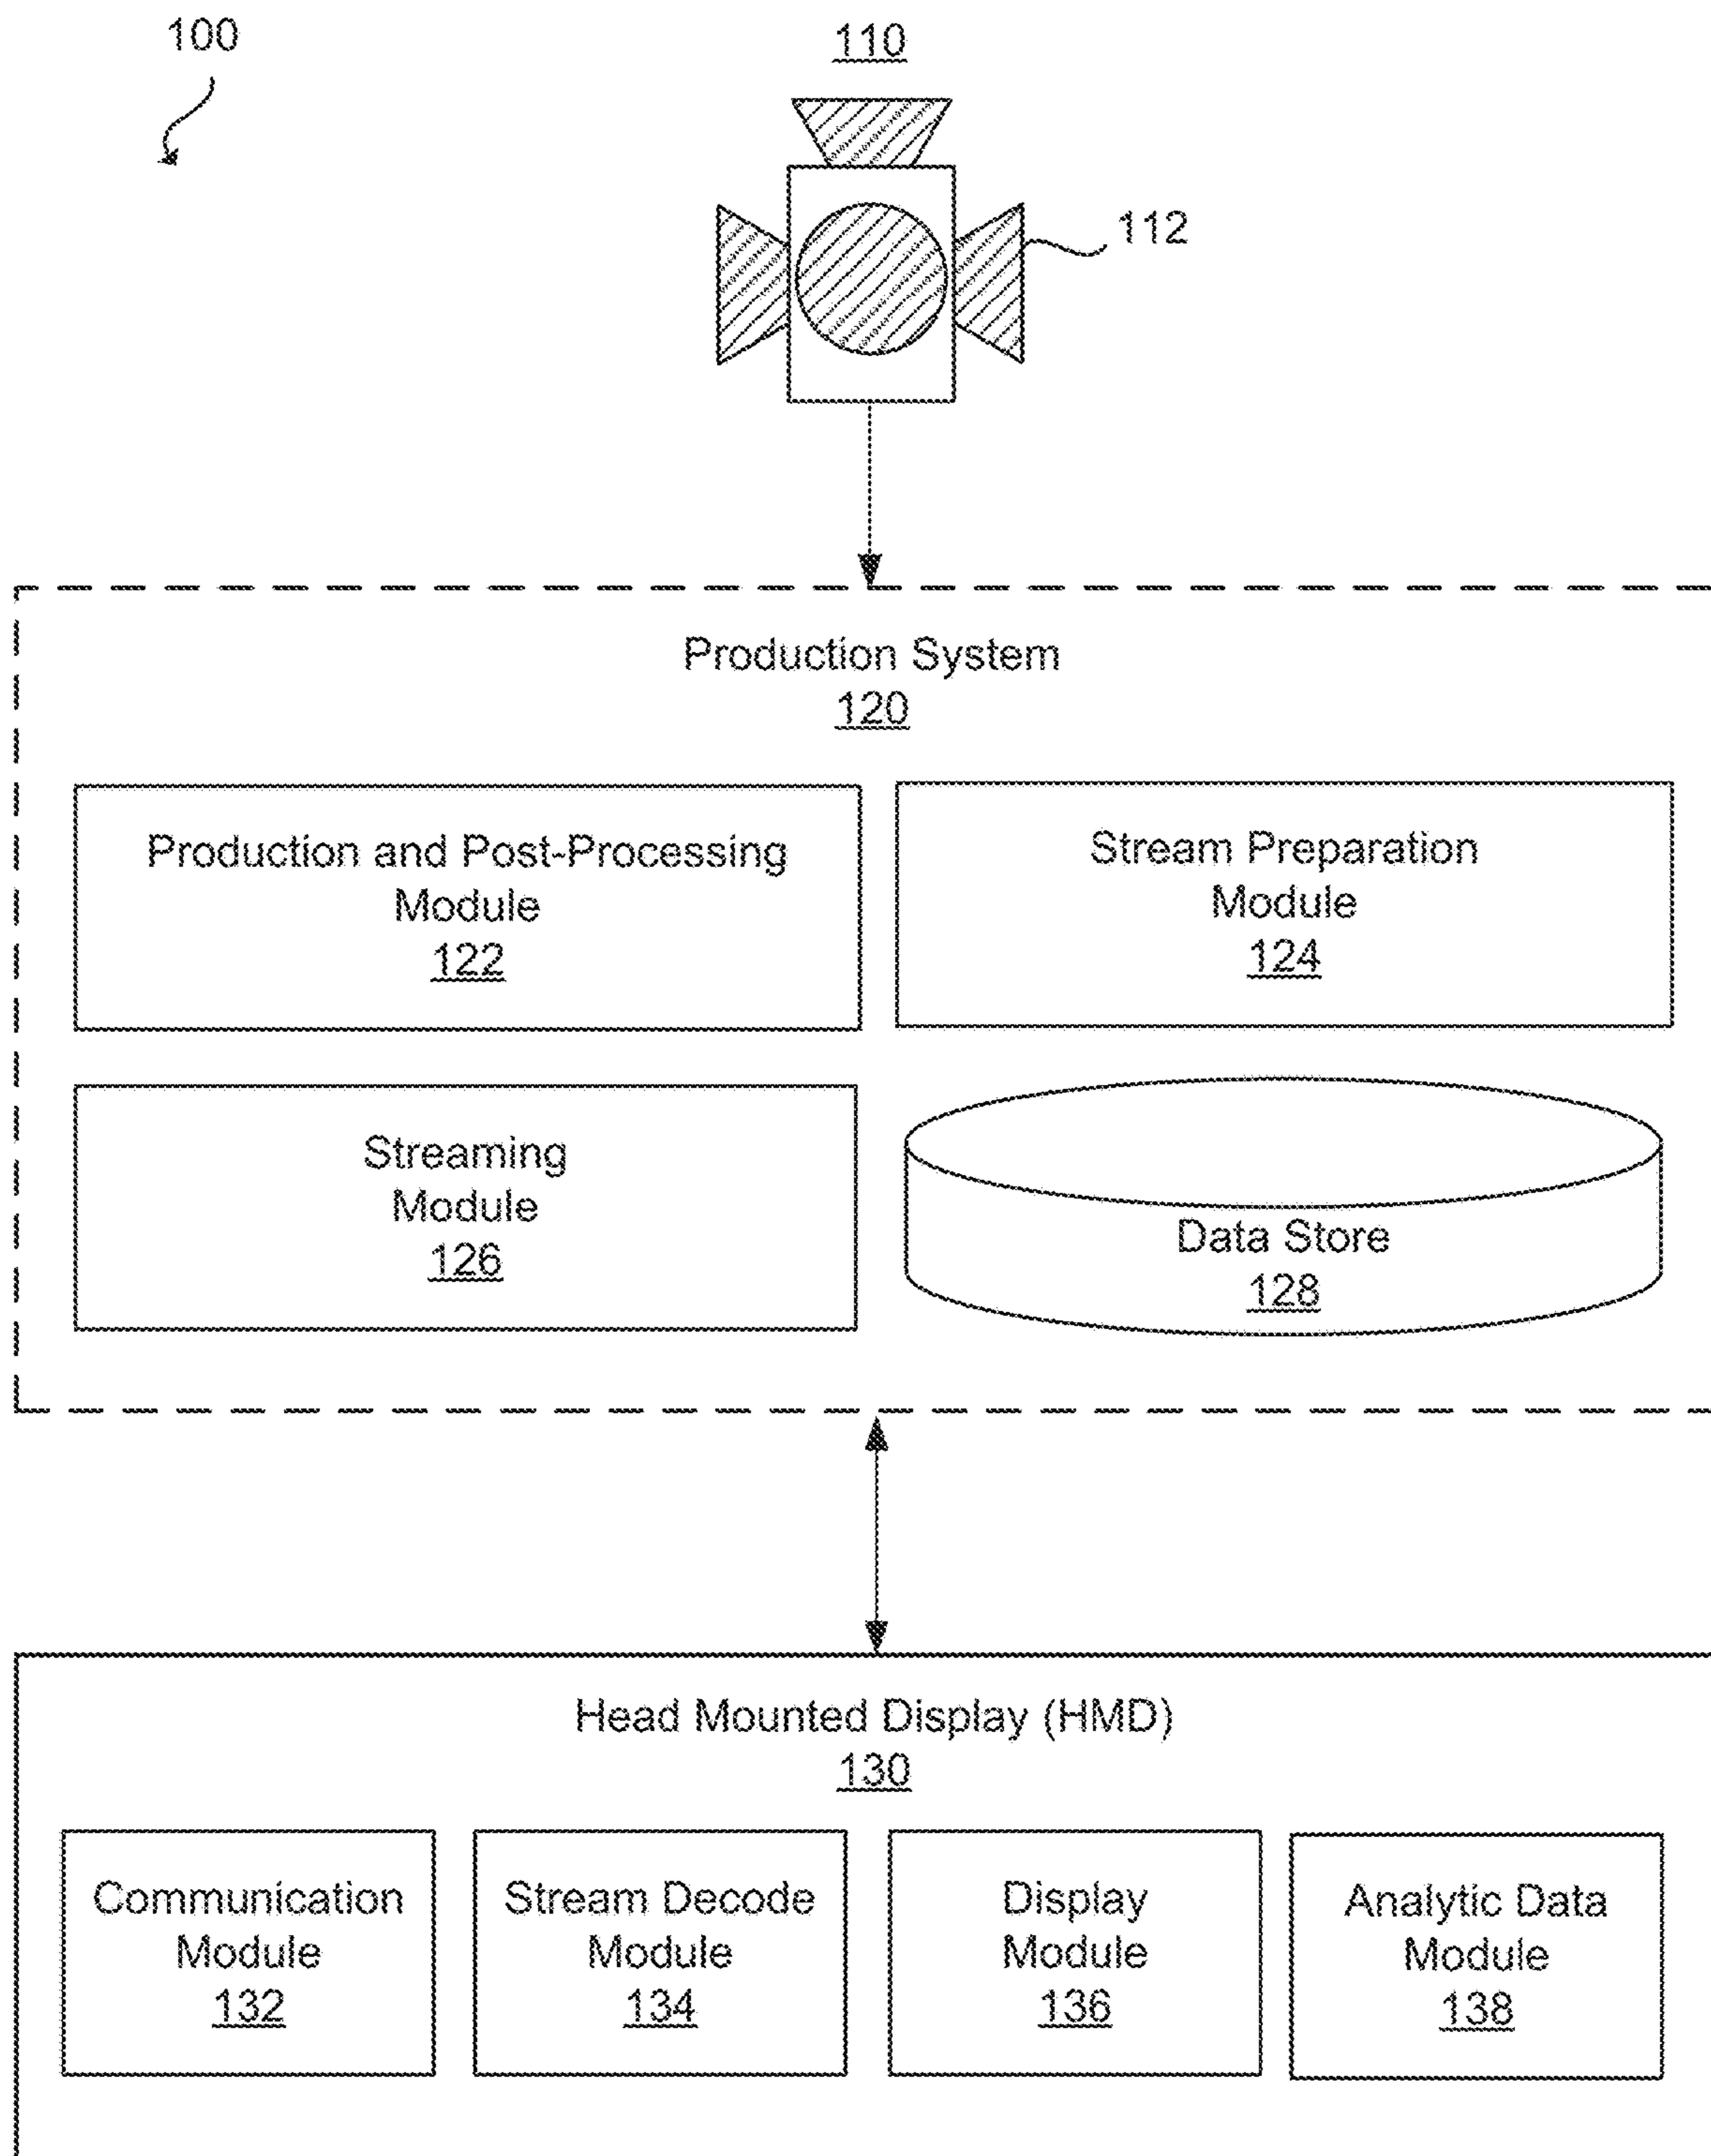 100
110
112
Production System
120
Production and Post-Processing
Module
122
Stream Preparation
Module
124
Streaming
Module
126
Data Store
128
Head Mounted Display (HMD)
130
Communication
Module
132
Stream Decode
Module
134
Display
Module
136
Analytic Data
Module
138